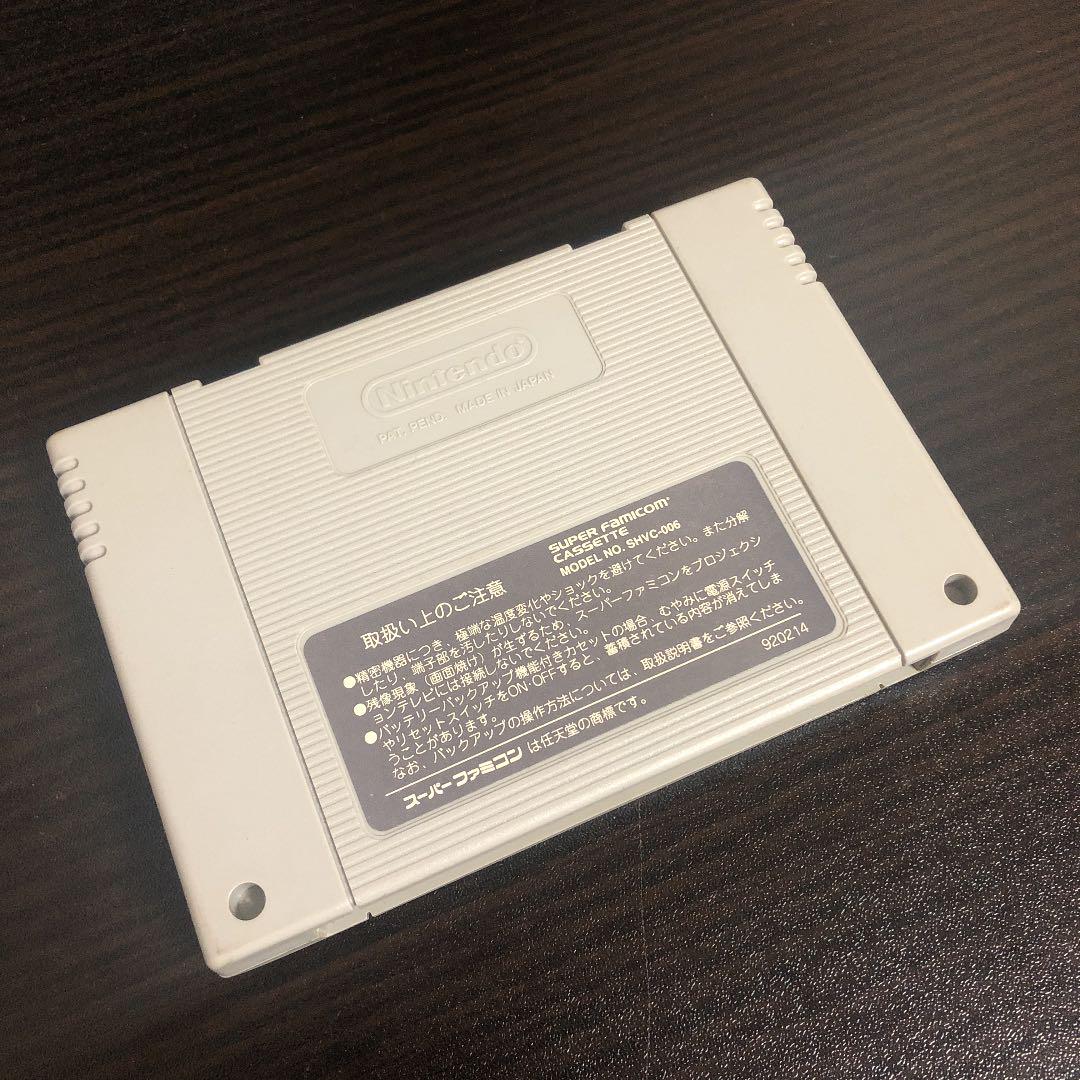 Nintendo®
PAT. PEND. MADE IN JAPAN
SUPER FAMICOM®
CASSETTE
MODEL NO. SHVC-006
取扱い上のご注意
●精密機器につき、極端な温度変化やショックを避けてください。また分解
したり、端子部を汚したりしないでください。
●残像現象(画面焼け)が生ずるため、スーパーファミコンをプロジェクシ
ョンテレビには接続しないでください。
●バッテリーバックアップ機能付きカセットの場合、むやみに電源スイッチ
やリセットスイッチをON・OFFすると、蓄積されている内容が消えてしま
うことがあります。
なお、バックアップの操作方法については、取扱説明書をご参照ください。
スーパーファミコンは任天堂の商標です。
920214